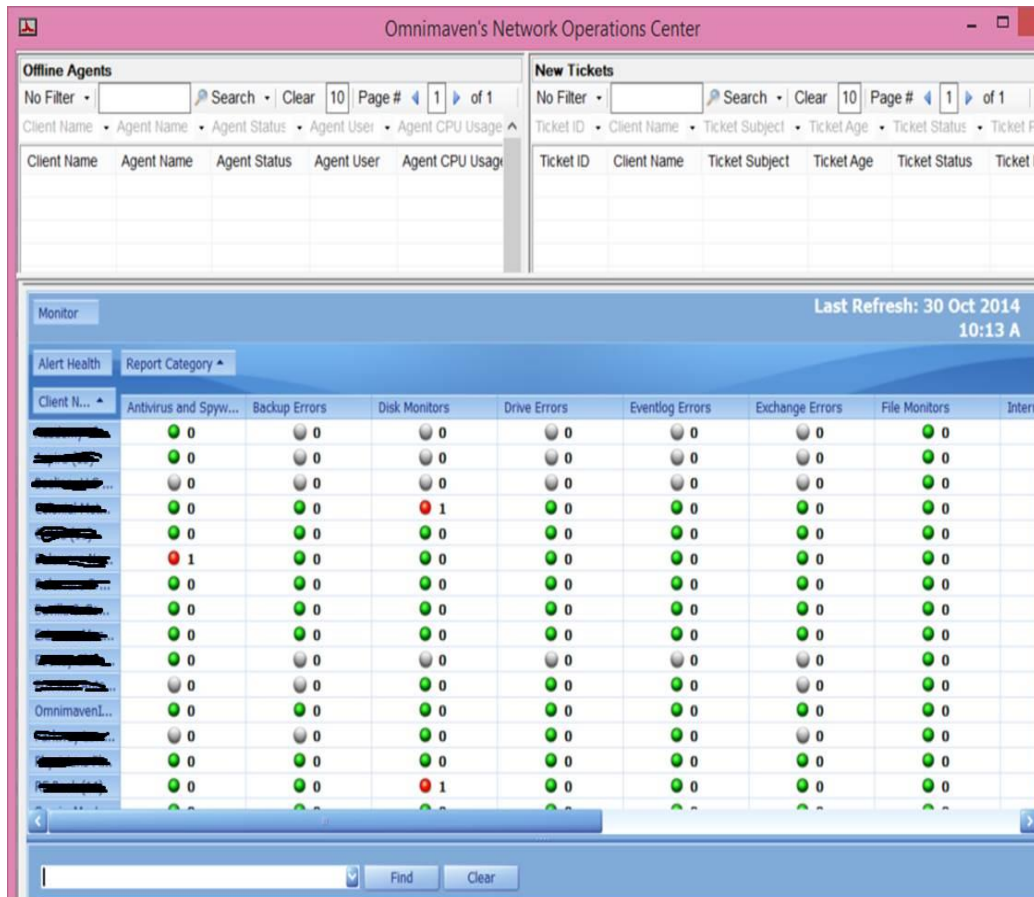 Omnimaven's Network Operations Center
Offline Agents
No Filter Search Clear 10 Page # 1 of 1
Client Name Agent Name Agent Status Agent User Agent CPU Usage
Client Name Agent Name Agent Status Agent User Agent CPU Usage
New Tickets
No Filter Search Clear 10 Page # 1 of 1
Ticket ID Client Name Ticket Subject Ticket Age Ticket Status Ticket P
Ticket ID Client Name Ticket Subject Ticket Age Ticket Status Ticket
Monitor
Last Refresh: 30 Oct 2014
10:13 A
Alert Health Report Category
Client N... Antivirus and Spyw... Backup Errors Disk Monitors Drive Errors Eventlog Errors Exchange Errors File Monitors Intern
0 0 0 0 0 0 0
0 0 0 0 0 0 0
0 0 0 0 0 0 0
0 0 1 0 0 0 0
0 0 0 0 0 0 0
1 0 0 0 0 0 0
0 0 0 0 0 0 0
0 0 0 0 0 0 0
0 0 0 0 0 0 0
0 0 0 0 0 0 0
0 0 0 0 0 0 0
OmnimavenI... 0 0 0 0 0 0 0
0 0 0 0 0 0 0
0 0 0 0 0 0 0
0 0 1 0 0 0 0
Find Clear